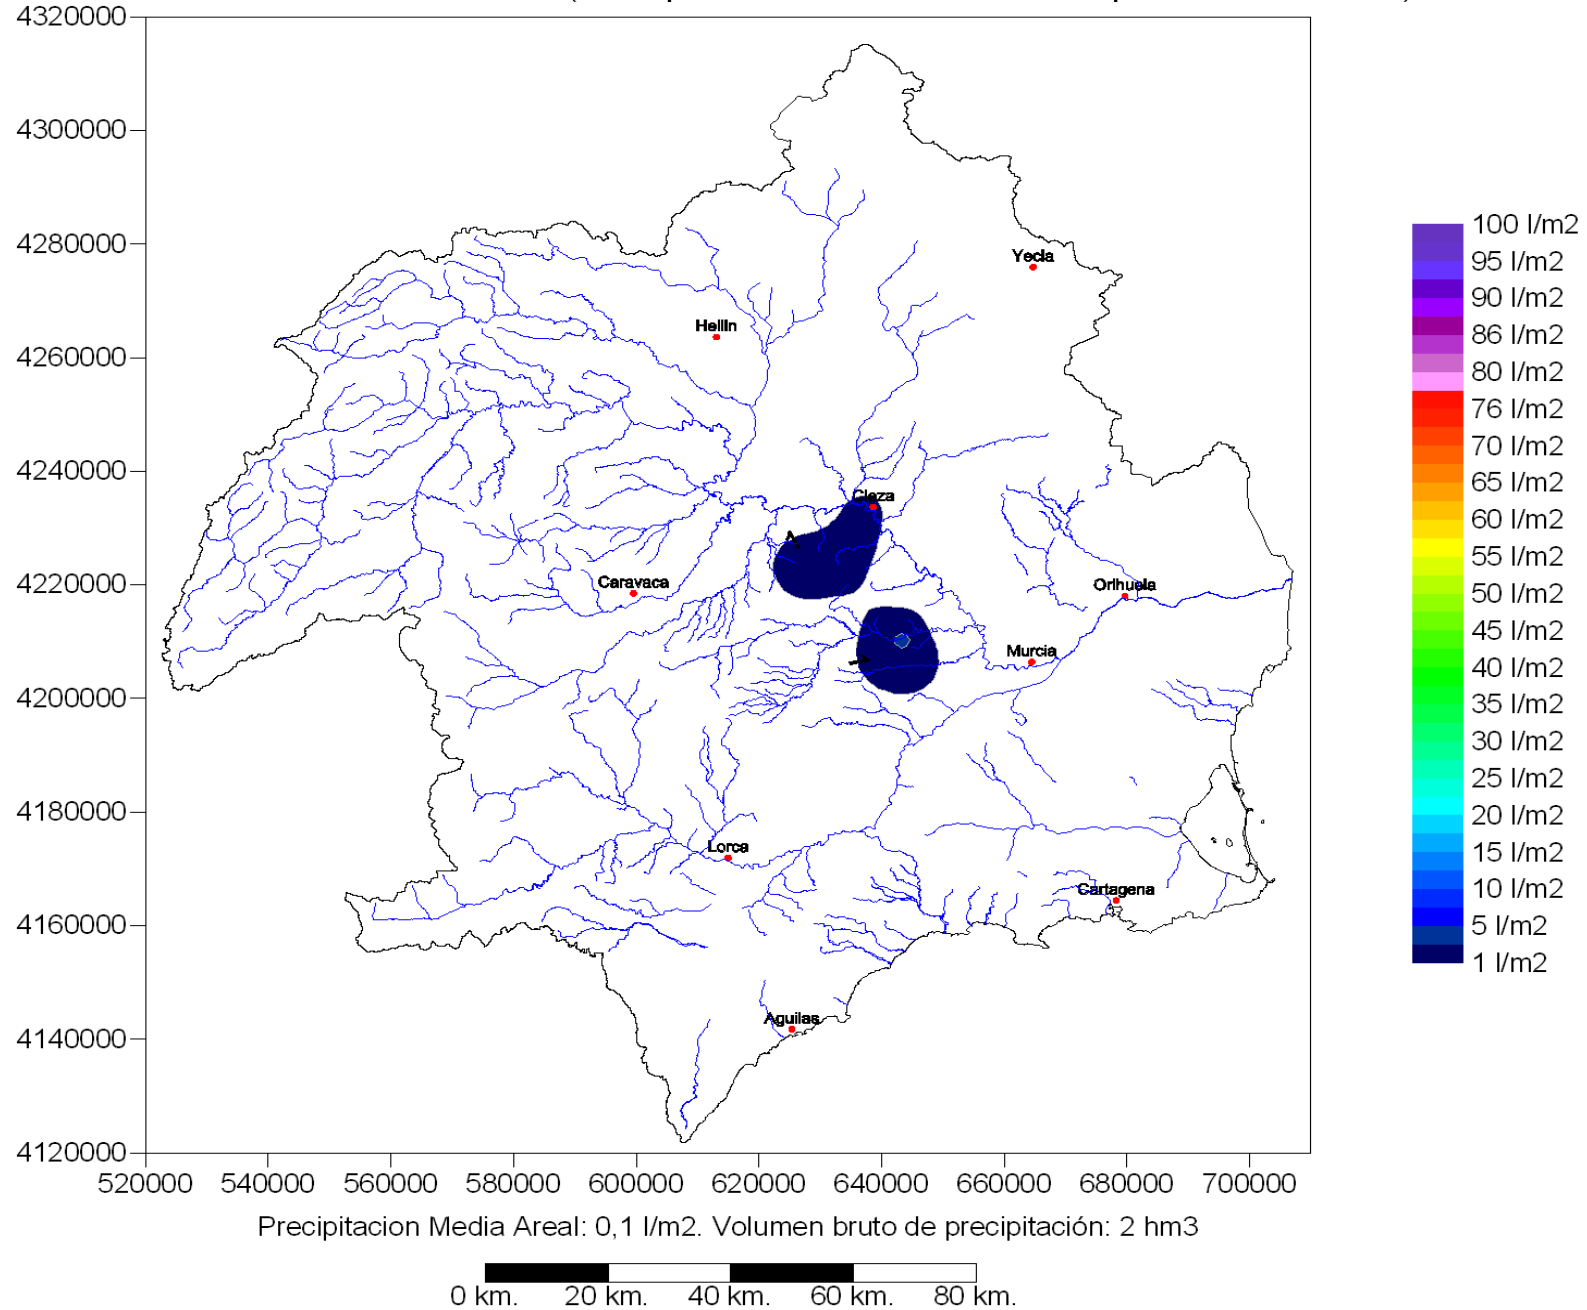 4320000
4300000
4280000
4260000
4240000
4220000
4200000
4180000
4160000
4140000
4120000
520000 540000 560000 580000 600000 620000 640000 660000 680000 700000
Yecla
Hellin
Cieza
Caravaca
Orihuela
Murcia
Lorca
Cartagena
Aguilas
100 l/m2
95 l/m2
90 l/m2
86 l/m2
80 l/m2
76 l/m2
70 l/m2
65 l/m2
60 l/m2
55 l/m2
50 l/m2
45 l/m2
40 l/m2
35 l/m2
30 l/m2
25 l/m2
20 l/m2
15 l/m2
10 l/m2
5 l/m2
1 l/m2
Precipitacion Media Areal: 0,1 l/m2. Volumen bruto de precipitación: 2 hm3
0 km. 20 km. 40 km. 60 km. 80 km.